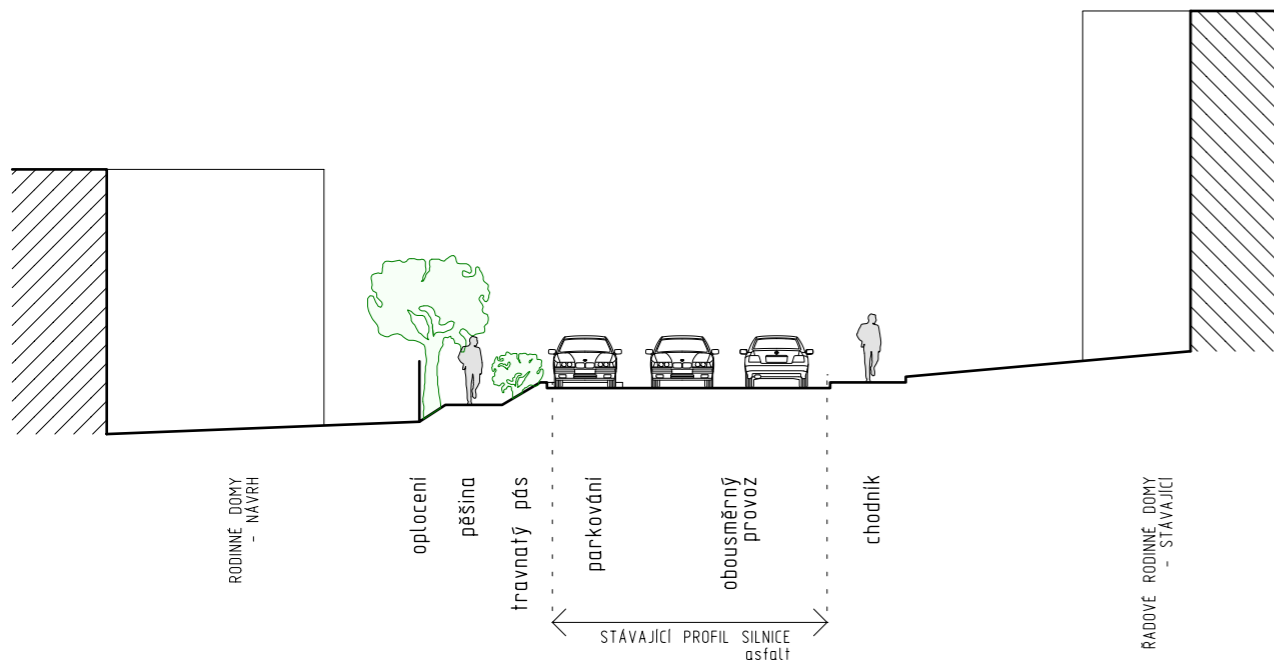 RODINNÉ DOMY
- NÁVRH
oplocení
pěšina
travnatý pás
parkování
obousměrný
provoz
chodník
ŘADOVÉ RODINNÉ DOMY
- STÁVAJÍCÍ
STÁVAJÍCÍ PROFIL SILNICE
asfalt